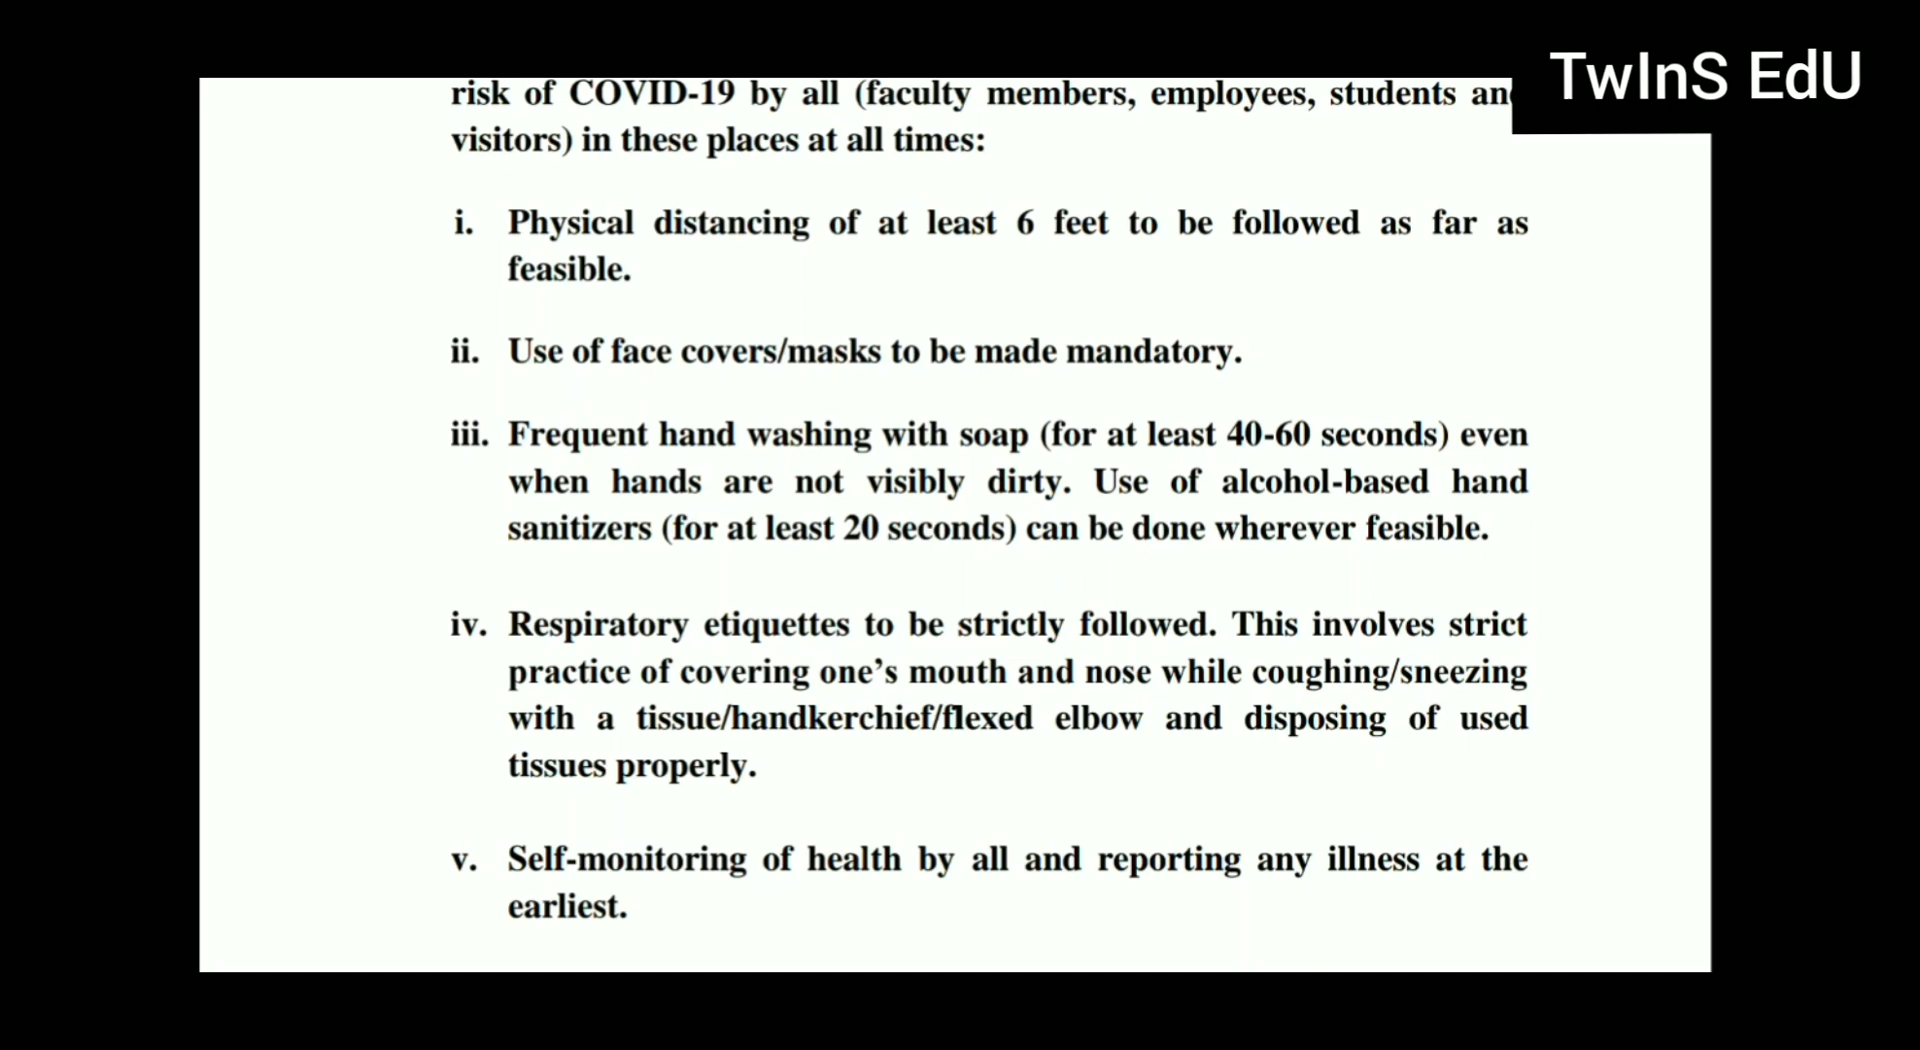 TwInS EdU
risk of COVID-19 by all (faculty members, employees, students
visitors) in these places at all times:
i. Physical distancing of at least 6 feet to be followed as far as
feasible.
ii. Use of face covers/masks to be made mandatory.
iii. Frequent hand washing with soap (for at least 40-60 seconds) even
when hands are not visibly dirty. Use of alcohol-based hand
sanitizers (for at least 20 seconds) can be done wherever feasible.
iv. Respiratory etiquettes to be strictly followed. This involves strict
practice of covering one’s mouth and nose while coughing/sneezing
with a tissue/handkerchief/flexed elbow and disposing of used
tissues properly.
v. Self-monitoring of health by all and reporting any illness at the
earliest.